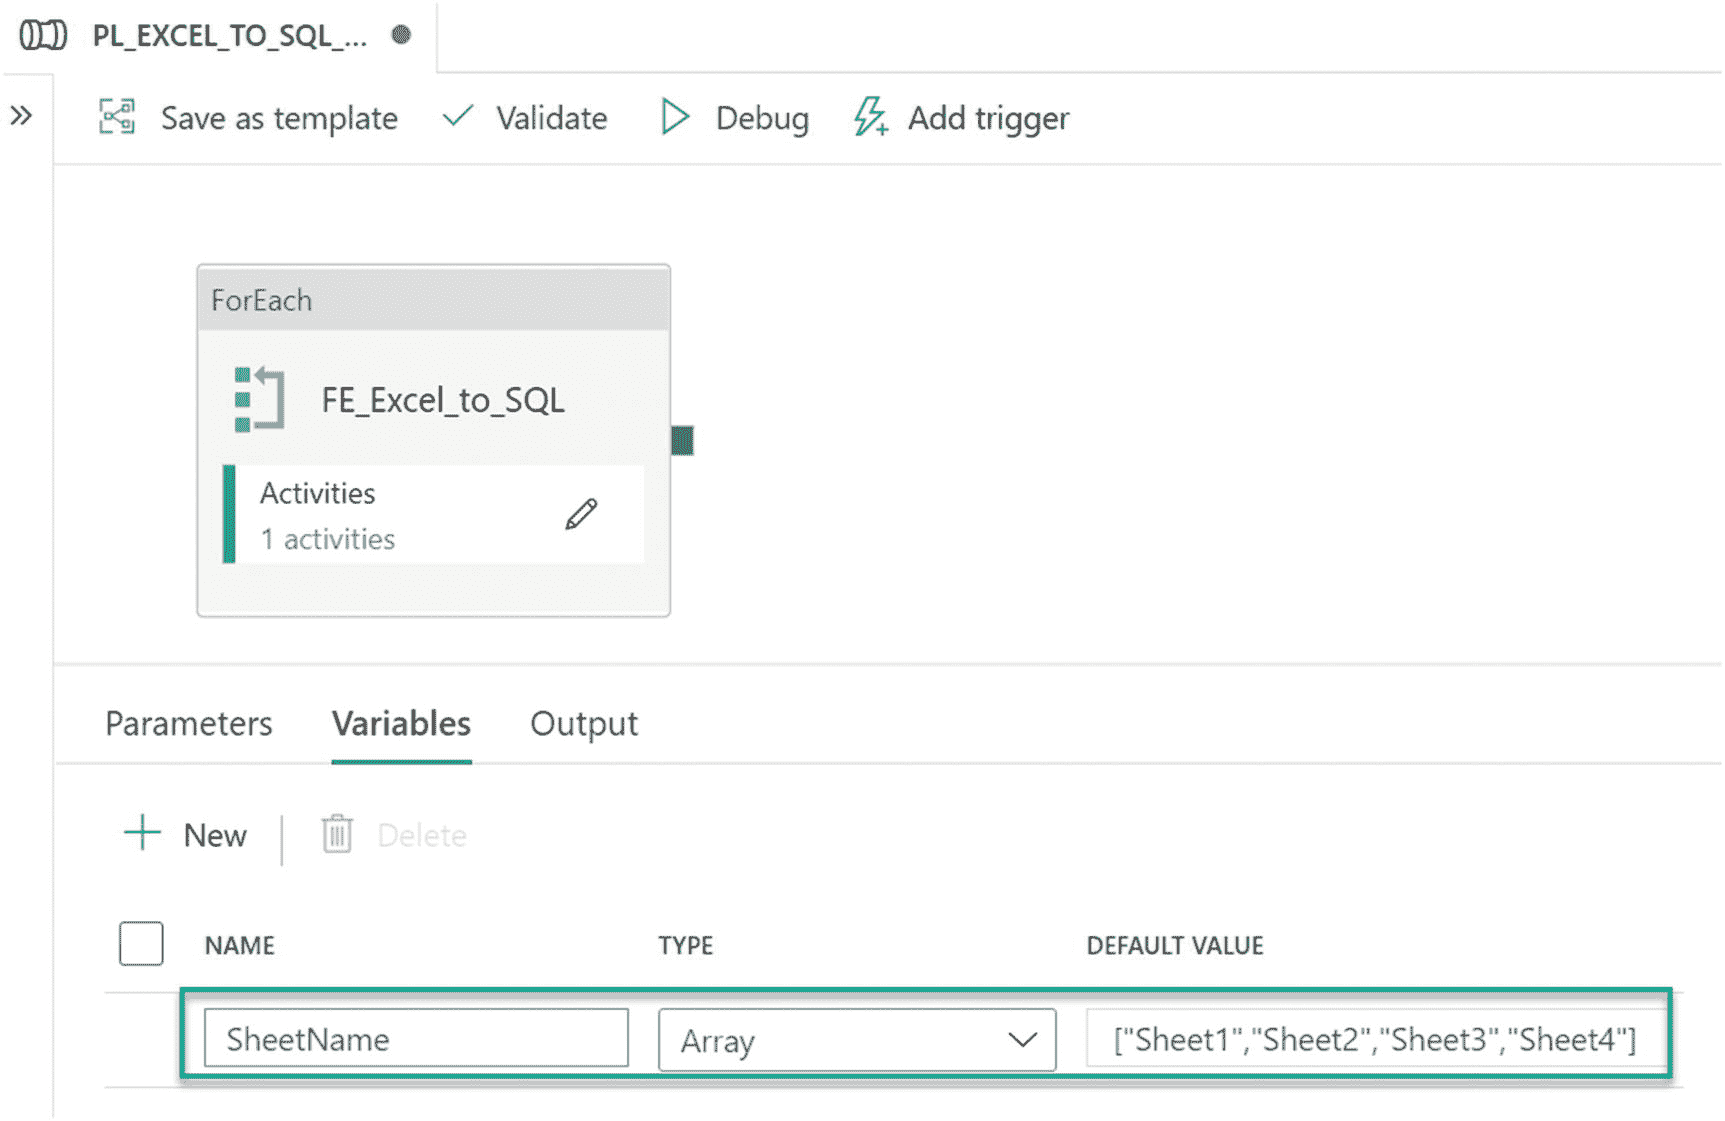 PL_EXCEL_TO_SQL_...
Save as template Validate Debug Add trigger
ForEach
FE_Excel_to_SQL
Activities
1 activities
Parameters Variables Output
New Delete
NAME TYPE DEFAULT VALUE
SheetName Array ["Sheet1","Sheet2","Sheet3","Sheet4"]